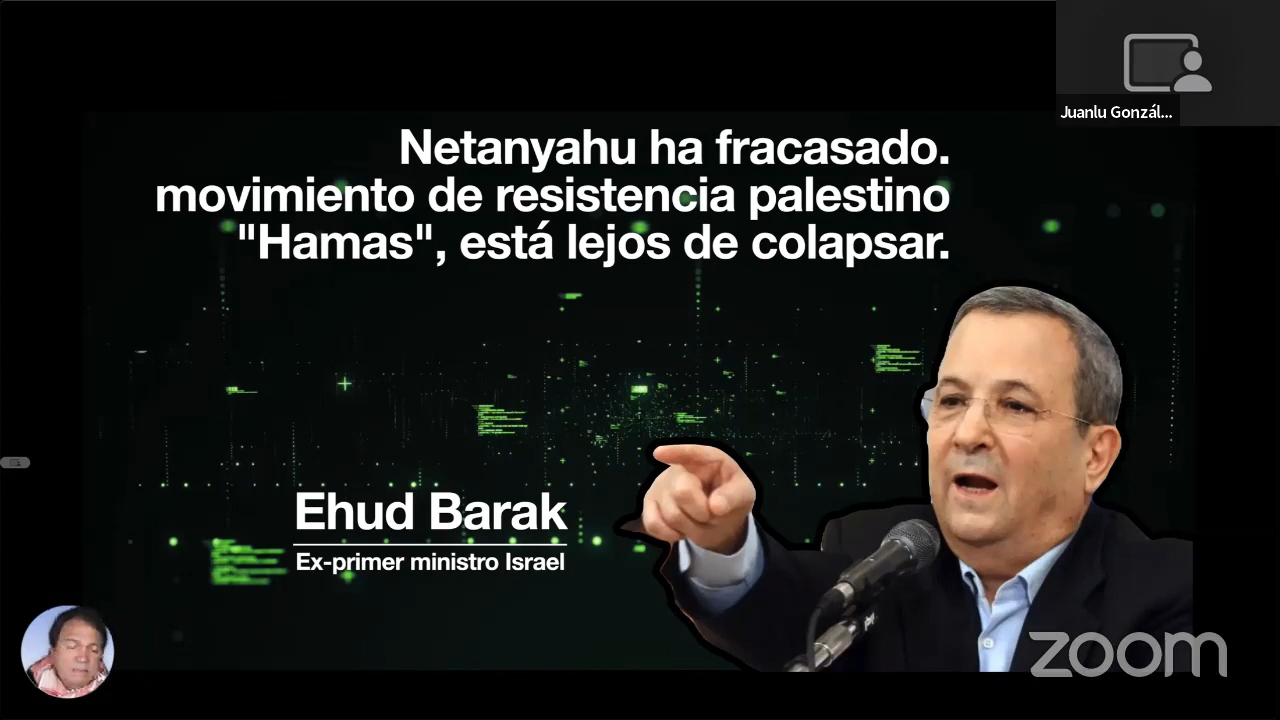 Juanlu Gonzál...
Netanyahu ha fracasado.
movimiento de resistencia palestino
"Hamas", está lejos de colapsar.
Ehud Barak
Ex-primer ministro Israel
zoom